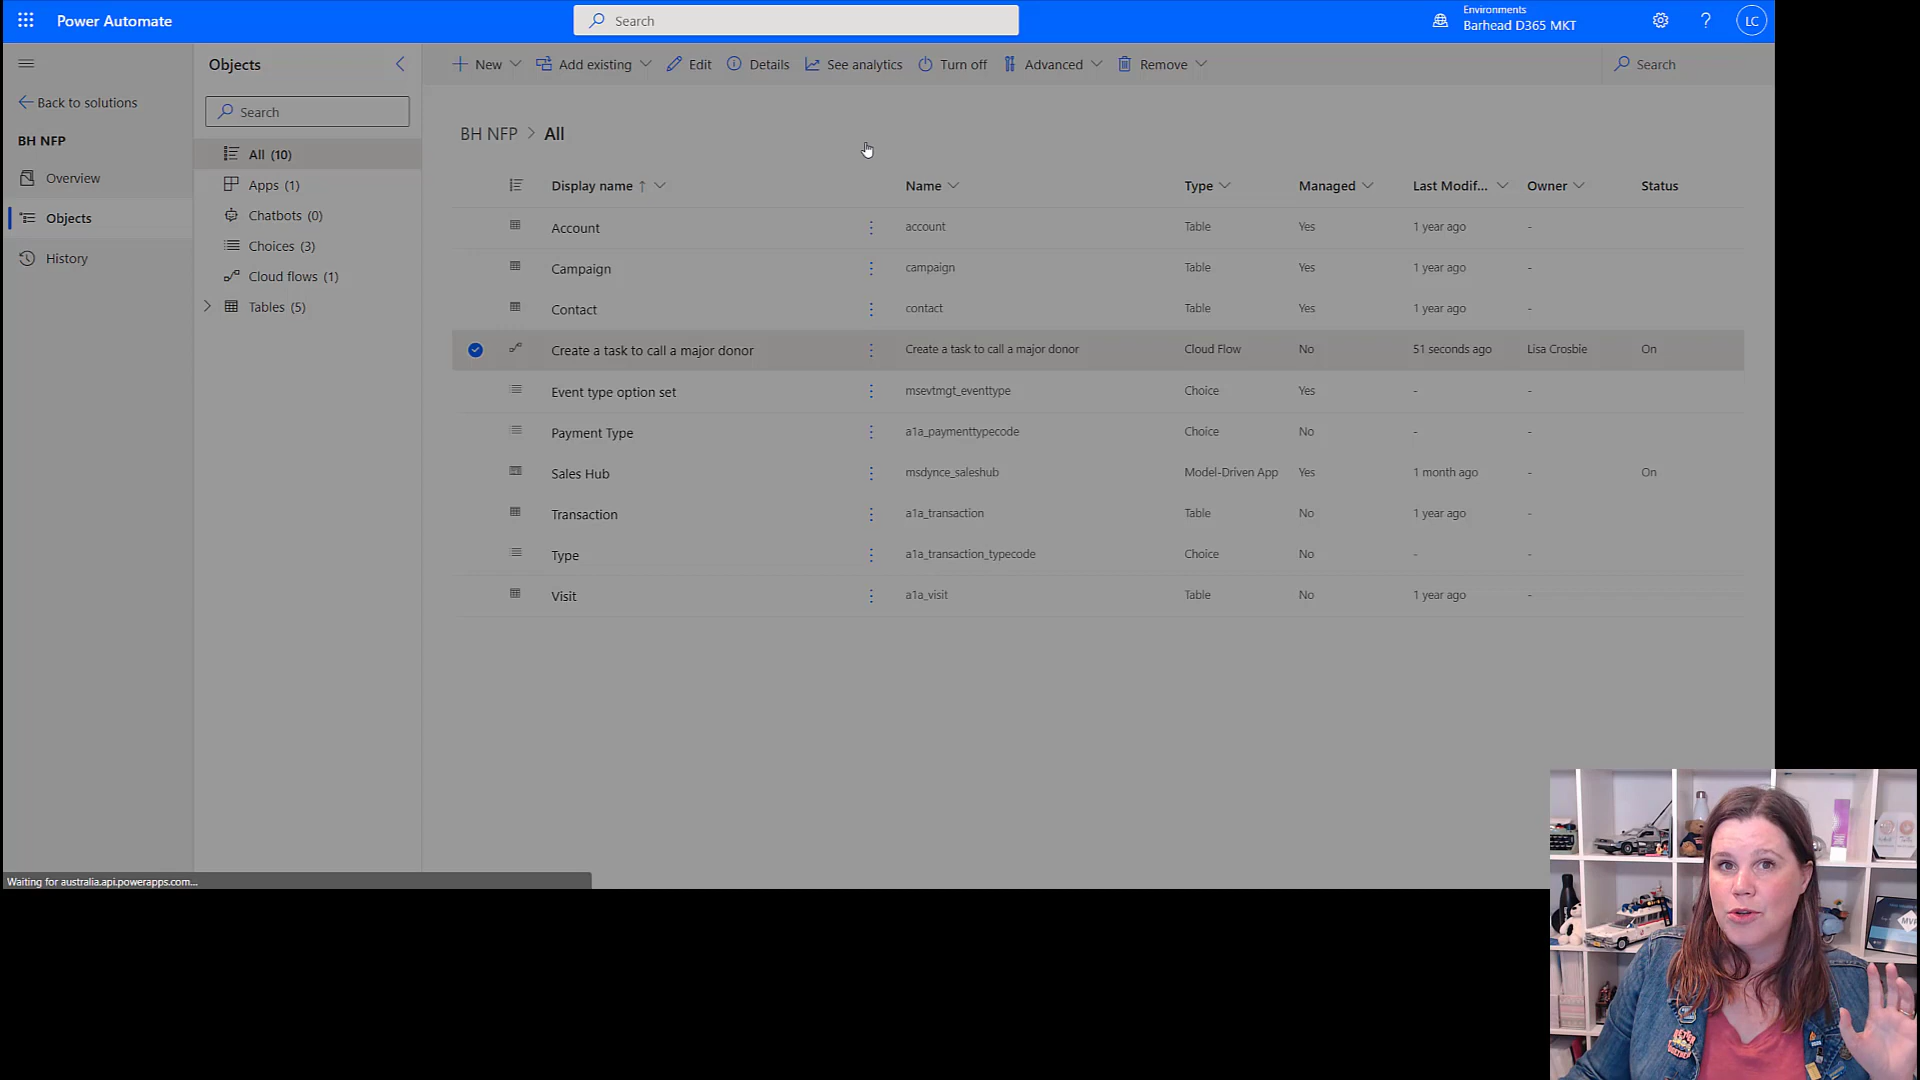 Power Automate
Search
Environments
Barhead D365 MKT
?
LC
Back to solutions
BH NFP
Overview
Objects
History
Objects
Search
All (10)
Apps (1)
Chatbots (0)
Choices (3)
Cloud flows (1)
Tables (5)
New
Add existing
Edit
Details
See analytics
Turn off
Advanced
Remove
Search
BH NFP > All
Display name ↑ Name Type Managed Last Modif... Owner Status
Account account Table Yes 1 year ago -
Campaign campaign Table Yes 1 year ago -
Contact contact Table Yes 1 year ago -
Create a task to call a major donor Create a task to call a major donor Cloud Flow No 51 seconds ago Lisa Crosbie On
Event type option set msevtmgt_eventtype Choice Yes - -
Payment Type a1a_paymenttypecode Choice No - -
Sales Hub msdynce_saleshub Model-Driven App Yes 1 month ago - On
Transaction a1a_transaction Table No 1 year ago -
Type a1a_transaction_typecode Choice No - -
Visit a1a_visit Table No 1 year ago -
Waiting for australia.api.powerapps.com...
MVP